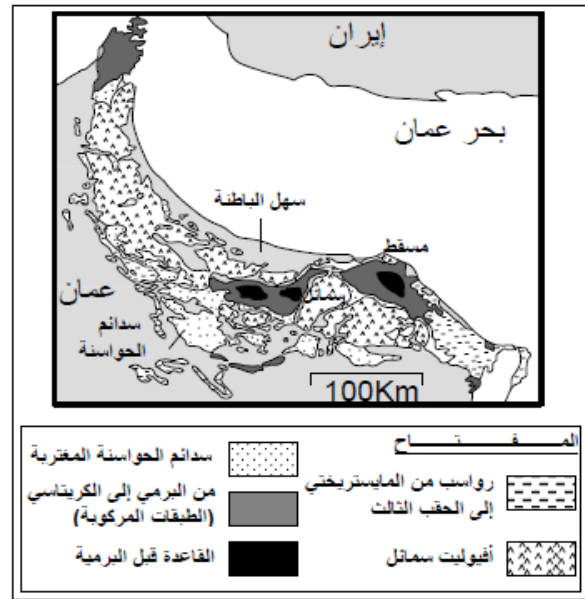 إيران
بحر عمان
سهل الباطنة
مسقط
سمائل
عمان
سدائم
الحواسنة
100Km
المفتاح
رواسب من المايستريختي
إلى الحقب الثالث
أفيوليت سمائل
سدائم الحواسنة المغتربة
من البرمي إلى الكريتاسي
(الطبقات المركوبة)
القاعدة قبل البرمية